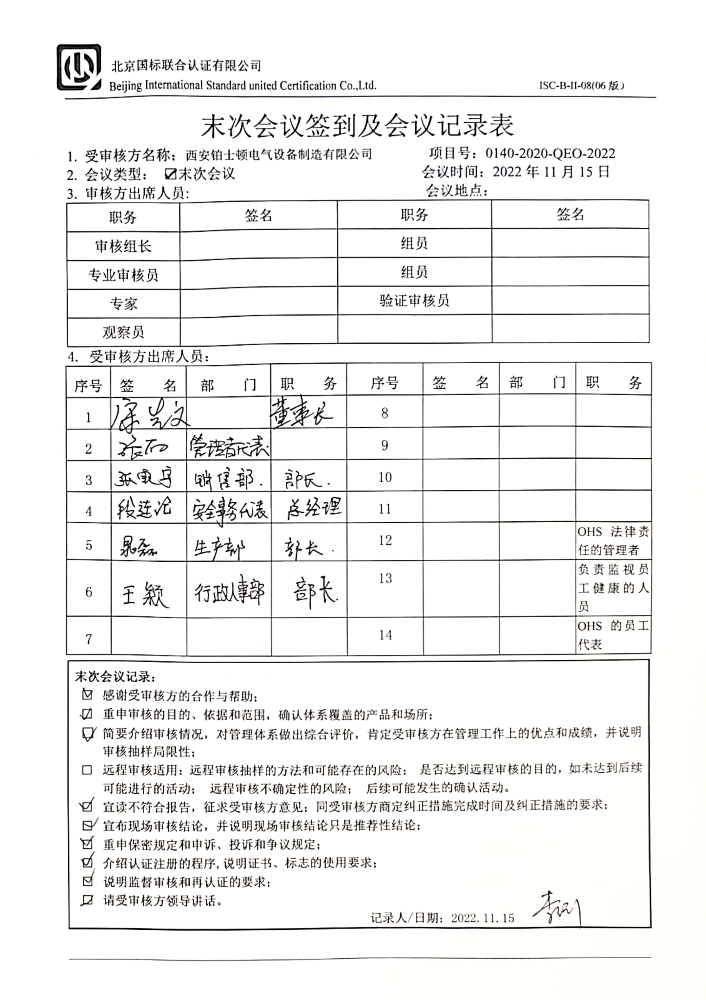 北京国标联合认证有限公司
Beijing International Standard united Certification Co.,Ltd.
ISC-B-II-08(06 版)
末次会议签到及会议记录表
1. 受审核方名称：西安铂士顿电气设备制造有限公司 项目号：0140-2020-QEO-2022
2. 会议类型： ☑末次会议 会议时间：2022 年 11 月 15 日
3. 审核方出席人员: 会议地点：
职务 签名 职务 签名
审核组长 组员
专业审核员 组员
专家 验证审核员
观察员
4. 受审核方出席人员：
序号 签 名 部 门 职 务 序号 签 名 部 门 职 务
1 董事长 8
2 管理者代表 9
3 销售部. 部长. 10
4 安全事务代表 总经理 11
5 晁磊 生产部 部长. 12 OHS 法律责
任的管理者
6 王颖 行政人事部 部长. 13 负责监视员
工健康的人
员
7 14 OHS 的员工
代表
末次会议记录：
☑ 感谢受审核方的合作与帮助；
☑ 重申审核的目的、依据和范围，确认体系覆盖的产品和场所；
☑ 简要介绍审核情况，对管理体系做出综合评价，肯定受审核方在管理工作上的优点和成绩，并说明
审核抽样局限性；
□ 远程审核适用：远程审核抽样的方法和可能存在的风险； 是否达到远程审核的目的，如未达到后续
可能进行的活动； 远程审核不确定性的风险； 后续可能发生的确认活动。
☑ 宣读不符合报告，征求受审核方意见；同受审核方商定纠正措施完成时间及纠正措施的要求；
☑ 宣布现场审核结论，并说明现场审核结论只是推荐性结论；
☑ 重申保密规定和申诉、投诉和争议规定；
☑ 介绍认证注册的程序,说明证书、标志的使用要求；
☑ 说明监督审核和再认证的要求；
☑ 请受审核方领导讲话。
记录人/日期：2022.11.15